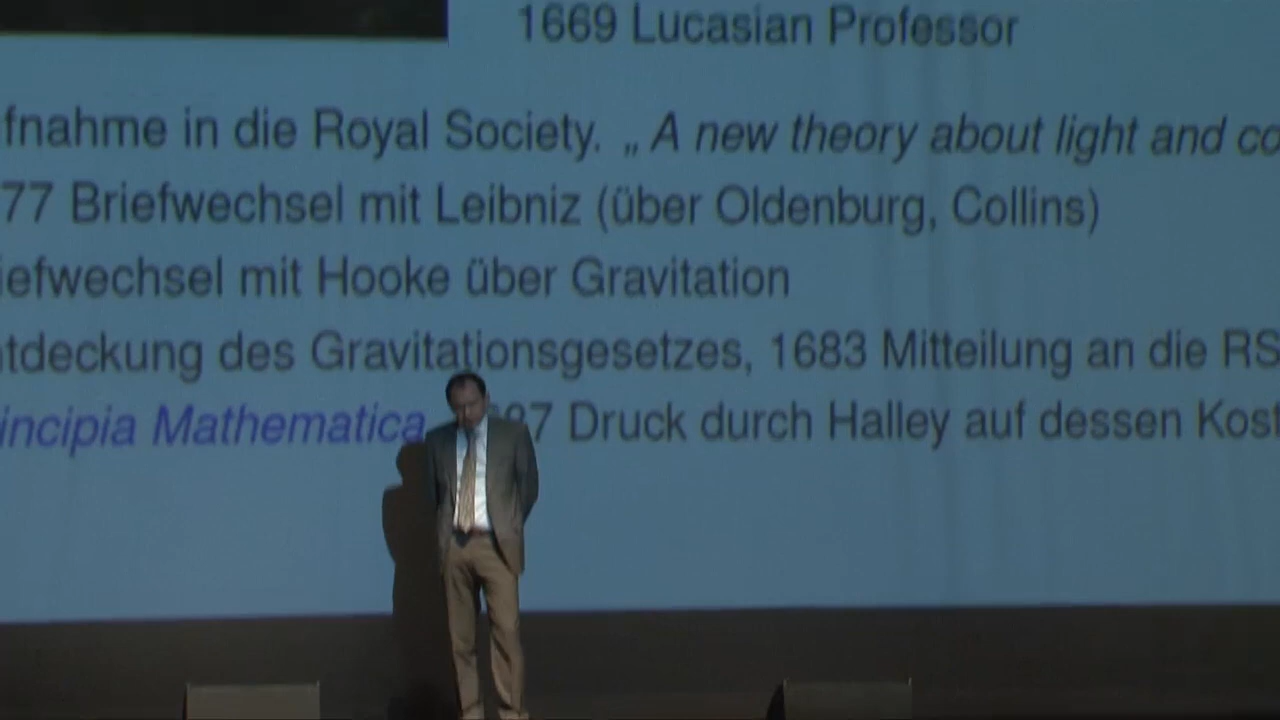 1669 Lucasian Professor
fnahme in die Royal Society. „A new theory about light and co
77 Briefwechsel mit Leibniz (über Oldenburg, Collins)
iefwechsel mit Hooke über Gravitation
tdeckung des Gravitationsgesetzes, 1683 Mitteilung an die RS
incipia Mathematica 87 Druck durch Halley auf dessen Kost